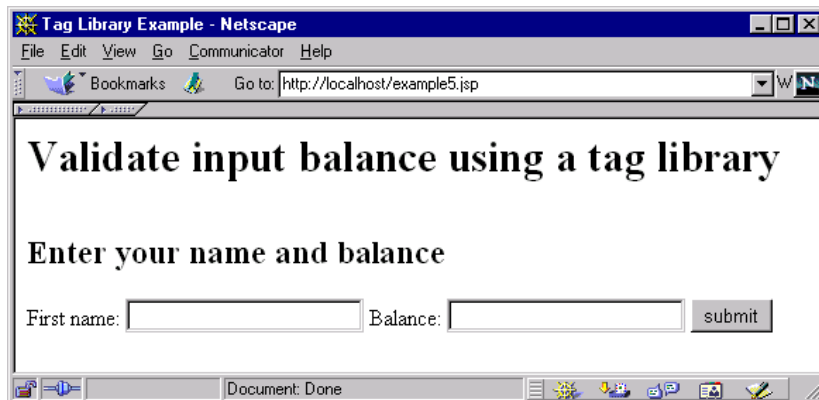 Tag Library Example - Netscape
File Edit View Go Communicator Help
Bookmarks Go to: http://localhost/example5.jsp W N
Validate input balance using a tag library
Enter your name and balance
First name: Balance: submit
Document: Done